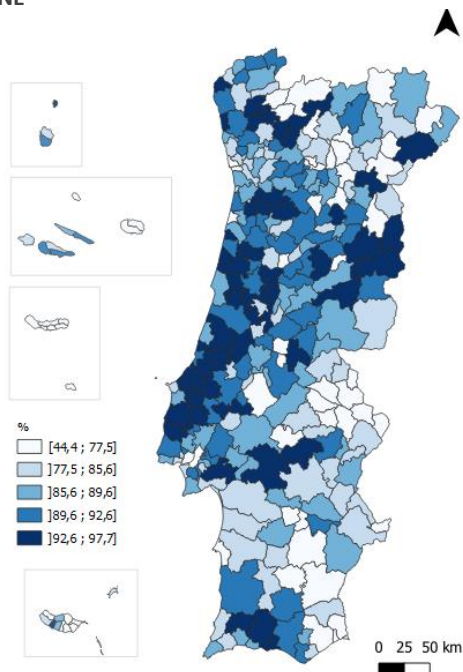 %
[44,4 ; 77,5]
]77,5 ; 85,6]
]85,6 ; 89,6]
]89,6 ; 92,6]
]92,6 ; 97,7]
0 25 50 km